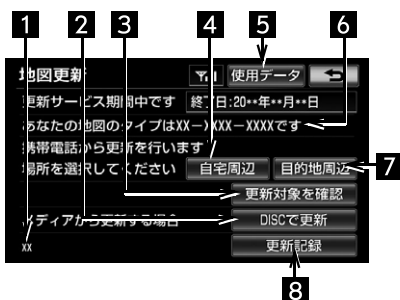 1 2 3 4 5 6
地図更新 使用データ
更新サービス期間中です 終了日:20**年**月**日
あなたの地図のタイプはXX-XXXX-XXXXです
携帯電話から更新を行います
場所を選択してください 自宅周辺 目的地周辺
7
更新対象を確認
メディアから更新する場合 DISCで更新
XX 更新記録
8